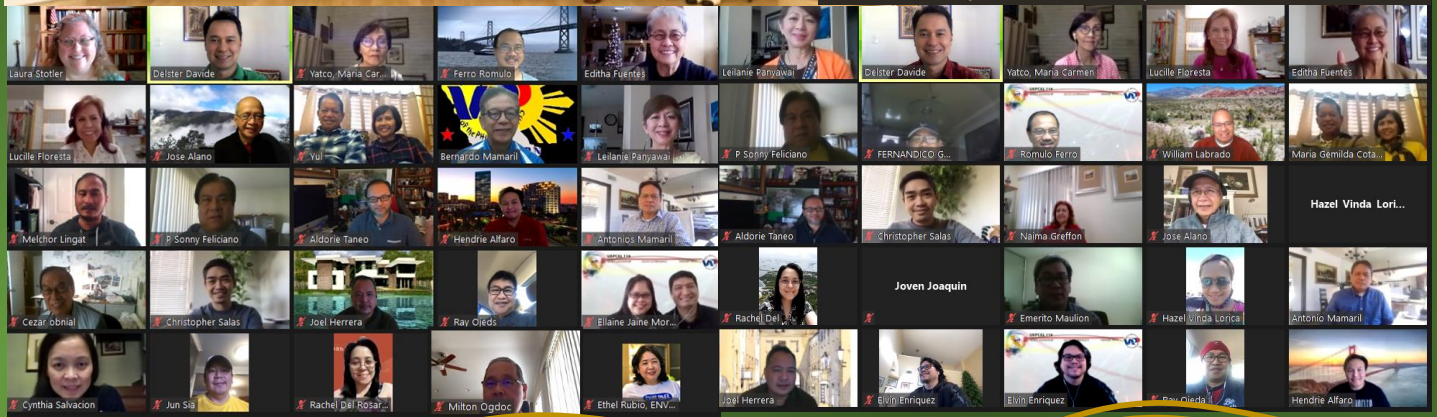 Laura Stotler
Delster Davide
Yatco, Maria Car...
Ferro Romulo
Editha Fuentes
Leilanie Panyawai
Delster Davide
Yatco, Maria Carmen
Lucille Floresta
Editha Fuentes
Lucille Floresta
Jose Alano
Yul
Bernardo Mamaril
Leilanie Panyawai
P Sonny Feliciano
FERNANDICO G...
Romulo Ferro
William Labrado
Maria Gemilda Cota...
Melchor Lingat
P Sonny Feliciano
Aldorie Taneo
Hendrie Alfaro
Antonios Mamaril
Aldorie Taneo
Christopher Salas
Naima Greffon
Jose Alano
Hazel Vinda Lori...
Cezar obnial
Christopher Salas
Joel Herrera
Ray Ojeds
Ellaine Jaine Mor...
Rachel Del
Joven Joaquin
Emerito Maulion
Hazel Vinda Lorica
Antonio Mamaril
Cynthia Salvacion
Jun Sia
Rachel Del Rosar...
Milton Ogdoc
Ethel Rubio, ENV...
Joel Herrera
Elvin Enriquez
Elvin Enriquez
Ray Ojeda
Hendrie Alfaro